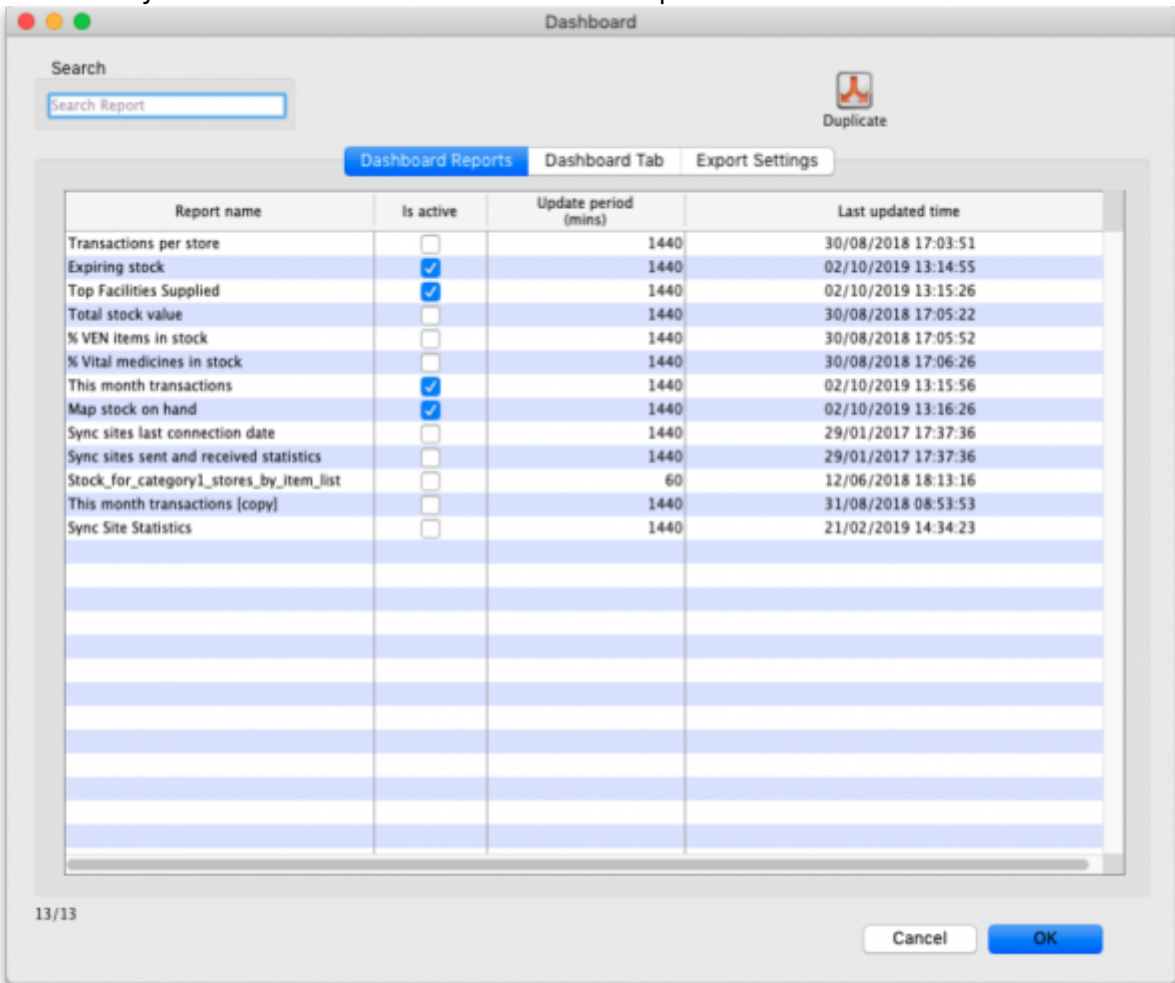 Dashboard
Search
Search Report
Duplicate
Dashboard Reports Dashboard Tab Export Settings
Report name Is active Update period (mins) Last updated time
Transactions per store 1440 30/08/2018 17:03:51
Expiring stock 1440 02/10/2019 13:14:55
Top Facilities Supplied 1440 02/10/2019 13:15:26
Total stock value 1440 30/08/2018 17:05:22
% VEN items in stock 1440 30/08/2018 17:05:52
% Vital medicines in stock 1440 30/08/2018 17:06:26
This month transactions 1440 02/10/2019 13:15:56
Map stock on hand 1440 02/10/2019 13:16:26
Sync sites last connection date 1440 29/01/2017 17:37:36
Sync sites sent and received statistics 1440 29/01/2017 17:37:36
Stock_for_category1_stores_by_item_list 60 12/06/2018 18:13:16
This month transactions [copy] 1440 31/08/2018 08:53:53
Sync Site Statistics 1440 21/02/2019 14:34:23
13/13
Cancel OK